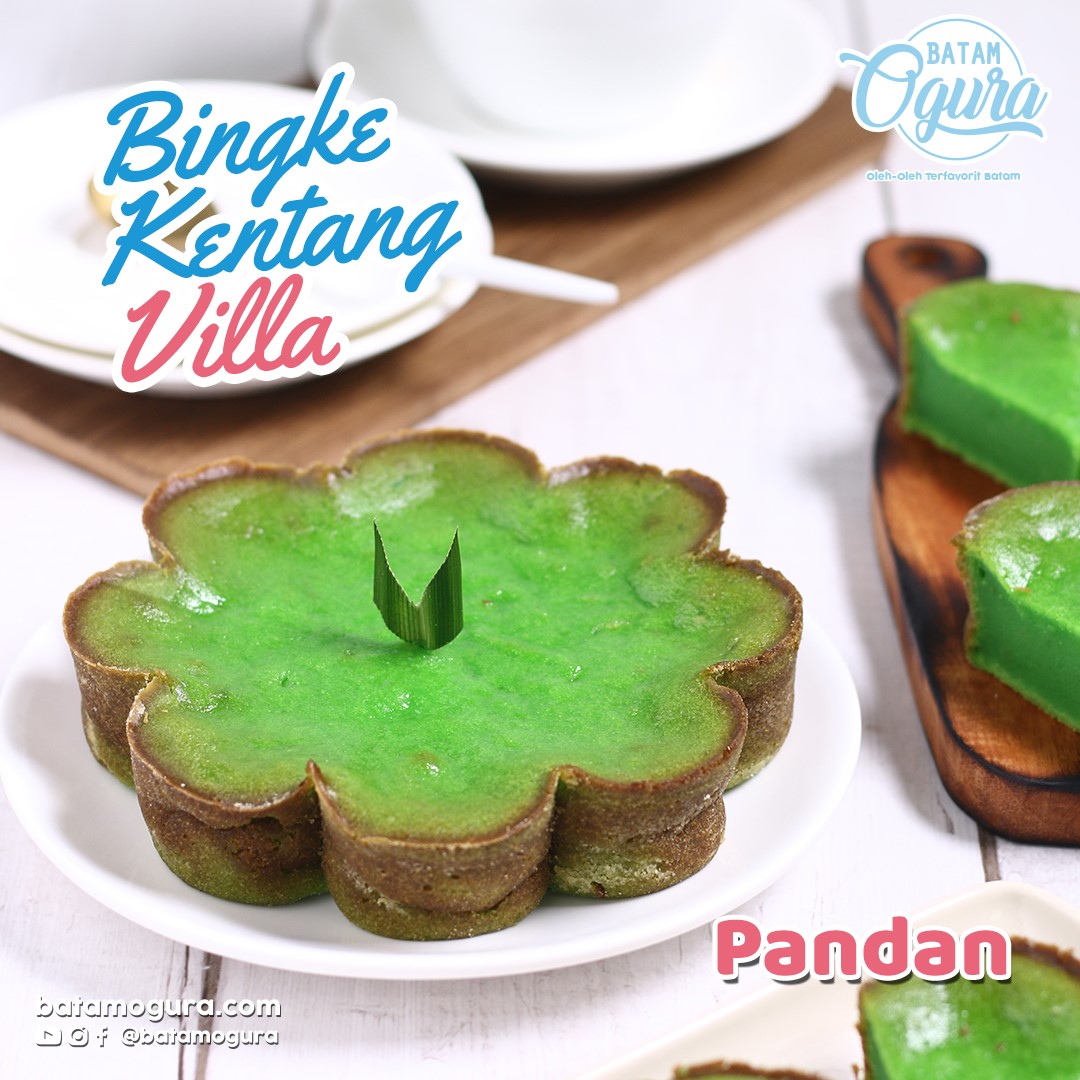 Bingke
Kentang
Villa
BATAM
Ogura
Oleh-Oleh Terfavorit Batam
Pandan
batamogura.com
@batamogura